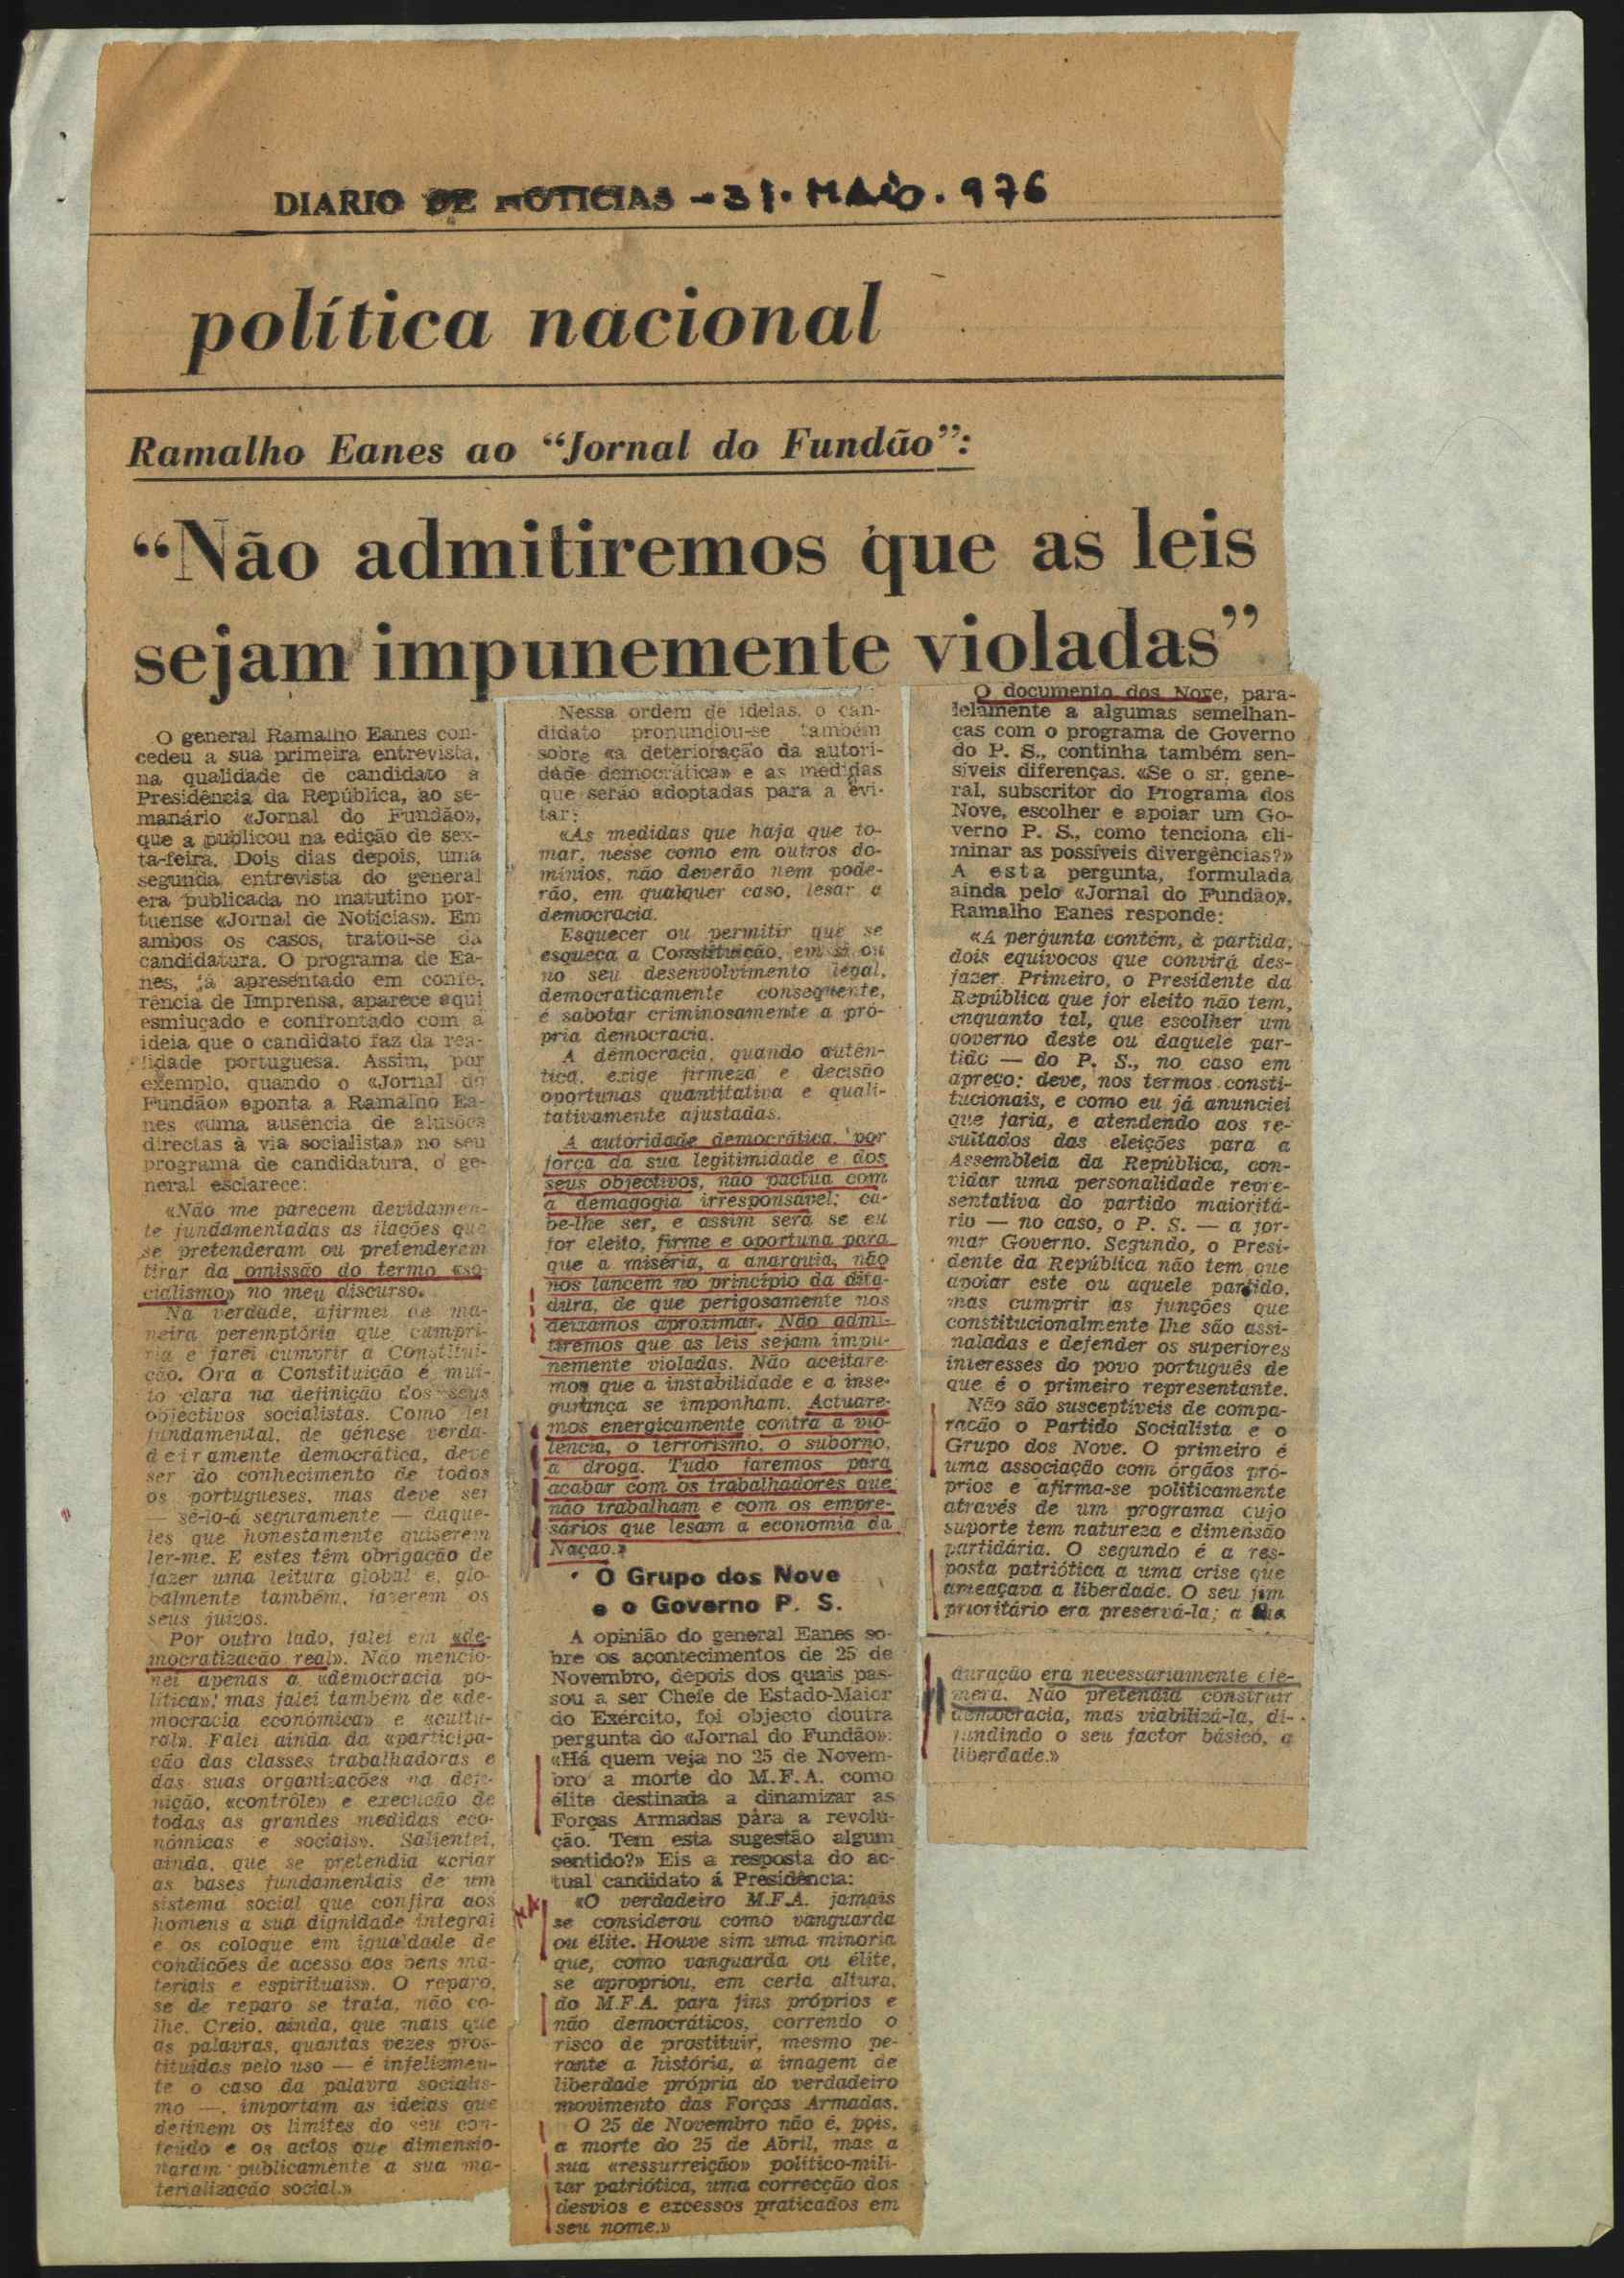 DIARIO DE NOTICIAS - 31. MAIO. 976
política nacional
Ramalho Eanes ao “Jornal do Fundão”:
“Não admitiremos que as leis
sejam impunemente violadas”
O general Ramalho Eanes con-
cedeu a sua primeira entrevista,
na qualidade de candidato à
Presidência da República, ao se-
manário «Jornal do Fundão»,
que a publicou na edição de sex-
ta-feira. Dois dias depois, uma
segunda entrevista do general
era publicada no matutino por-
tuense «Jornal de Notícias». Em
ambos os casos, tratou-se da
candidatura. O programa de Ea-
nes, já apresentado em confe-
rência de Imprensa, aparece aqui
esmiuçado e confrontado com a
ideia que o candidato faz da rea-
lidade portuguesa. Assim, por
exemplo, quando o «Jornal do
Fundão» aponta a Ramalho Ea-
nes «uma ausência de alusões
directas à via socialista» no seu
programa de candidatura, o ge-
neral esclarece:
«Não me parecem devidamen-
te fundamentadas as ilações que
se pretenderam ou pretenderem
tirar da omissão do termo «so-
cialismo» no meu discurso.
Na verdade, afirmei de ma-
neira peremptória que cumpri-
ria e farei cumprir a Constitui-
ção. Ora a Constituição é mui-
to clara na definição dos seus
objectivos socialistas. Como lei
fundamental, de génese verda-
deiramente democrática, deve
ser do conhecimento de todos
os portugueses, mas deve ser
— sê-lo-á seguramente — daque-
les que honestamente quiserem
ler-me. E estes têm obrigação de
fazer uma leitura global e, glo-
balmente também, fazerem os
seus juízos.
Por outro lado, falei em «de-
mocratização real». Não mencio-
nei apenas a «democracia po-
lítica»; mas falei também de «de-
mocracia económica» e «cultu-
ral». Falei ainda da «participa-
ção das classes trabalhadoras e
das suas organizações na defi-
nição, «contrôle» e execução de
todas as grandes medidas eco-
nómicas e sociais». Salientei,
ainda, que se pretendia «criar
as bases fundamentais de um
sistema social que confira aos
homens a sua dignidade integral
e os coloque em igualdade de
condições de acesso aos bens ma-
teriais e espirituais». O reparo,
se de reparo se trata, não co-
lhe. Creio, ainda, que mais que
as palavras, quantas vezes pros-
tituídas pelo uso — é infelizmen-
te o caso da palavra socialis-
mo —, importam as ideias que
definem os limites do seu con-
teúdo e os actos que dimensio-
naram publicamente a sua ma-
terialização social.»
Nessa ordem de ideias, o can-
didato pronunciou-se também
sobre «a deterioração da autori-
dade democrática» e as medidas
que serão adoptadas para a evi-
tar:
«As medidas que haja que to-
mar, nesse como em outros do-
mínios, não deverão nem pode-
rão, em qualquer caso, lesar a
democracia.
Esquecer ou permitir que se
esqueça a Constituição, em si ou
no seu desenvolvimento legal,
democraticamente consequente,
é sabotar criminosamente a pró-
pria democracia.
A democracia, quando autên-
tica, exige firmeza e decisão
oportunas quantitativa e quali-
tativamente ajustadas.
A autoridade democrática, por
força da sua legitimidade e dos
seus objectivos, não pactua com
a demagogia irresponsável; ca-
be-lhe ser, e assim será se eu
for eleito, firme e oportuna para
que a miséria, a anarquia, não
nos lancem no princípio da dita-
dura, de que perigosamente nos
deixámos aproximar. Não admi-
tiremos que as leis sejam impu-
nemente violadas. Não aceitare-
mos que a instabilidade e a inse-
gurança se imponham. Actuare-
mos energicamente contra a vio-
lência, o terrorismo, o suborno,
a droga. Tudo faremos para
acabar com os trabalhadores que
não trabalham e com os empre-
sários que lesam a economia da
Nação.»
O Grupo dos Nove
e o Governo P. S.
A opinião do general Eanes so-
bre os acontecimentos de 25 de
Novembro, depois dos quais pas-
sou a ser Chefe de Estado-Maior
do Exército, foi objecto doutra
pergunta do «Jornal do Fundão»:
«Há quem veja no 25 de Novem-
bro a morte do M.F.A. como
élite destinada a dinamizar as
Forças Armadas pára a revolu-
ção. Tem esta sugestão algum
sentido?» Eis a resposta do ac-
tual candidato á Presidência:
«O verdadeiro M.F.A. jamais
se considerou como vanguarda
ou élite. Houve sim uma minoria
que, como vanguarda ou élite,
se apropriou, em certa altura,
do M.F.A. para fins próprios e
não democráticos, correndo o
risco de prostituir, mesmo pe-
rante a história, a imagem de
liberdade própria do verdadeiro
movimento das Forças Armadas.
O 25 de Novembro não é, pois,
a morte do 25 de Abril, mas a
sua «ressurreição» político-mili-
tar patriótica, uma correcção dos
desvios e excessos praticados em
seu nome.»
O documento dos Nove, para-
lelamente a algumas semelhan-
ças com o programa de Governo
do P. S., continha também sen-
síveis diferenças. «Se o sr. gene-
ral, subscritor do Programa dos
Nove, escolher e apoiar um Go-
verno P. S., como tenciona eli-
minar as possíveis divergências?»
A esta pergunta, formulada
ainda pelo «Jornal do Fundão»,
Ramalho Eanes responde:
«A pergunta contém, à partida,
dois equívocos que convirá des-
fazer. Primeiro, o Presidente da
República que for eleito não tem,
enquanto tal, que escolher um
governo deste ou daquele par-
tido — do P. S., no caso em
apreço: deve, nos termos consti-
tucionais, e como eu já anunciei
que faria, e atendendo aos re-
sultados das eleições para a
Assembleia da República, con-
vidar uma personalidade repre-
sentativa do partido maioritá-
rio — no caso, o P. S. — a for-
mar Governo. Segundo, o Presi-
dente da República não tem que
apoiar este ou aquele partido,
mas cumprir as funções que
constitucionalmente lhe são assi-
naladas e defender os superiores
interesses do povo português de
que é o primeiro representante.
Não são susceptíveis de compa-
ração o Partido Socialista e o
Grupo dos Nove. O primeiro é
uma associação com órgãos pró-
prios e afirma-se politicamente
através de um programa cujo
suporte tem natureza e dimensão
partidária. O segundo é a res-
posta patriótica a uma crise que
ameaçava a liberdade. O seu fim
prioritário era preservá-la; a sua
duração era necessariamente efé-
mera. Não pretendia construir
democracia, mas viabilizá-la, di-
fundindo o seu factor básico, a
liberdade.»